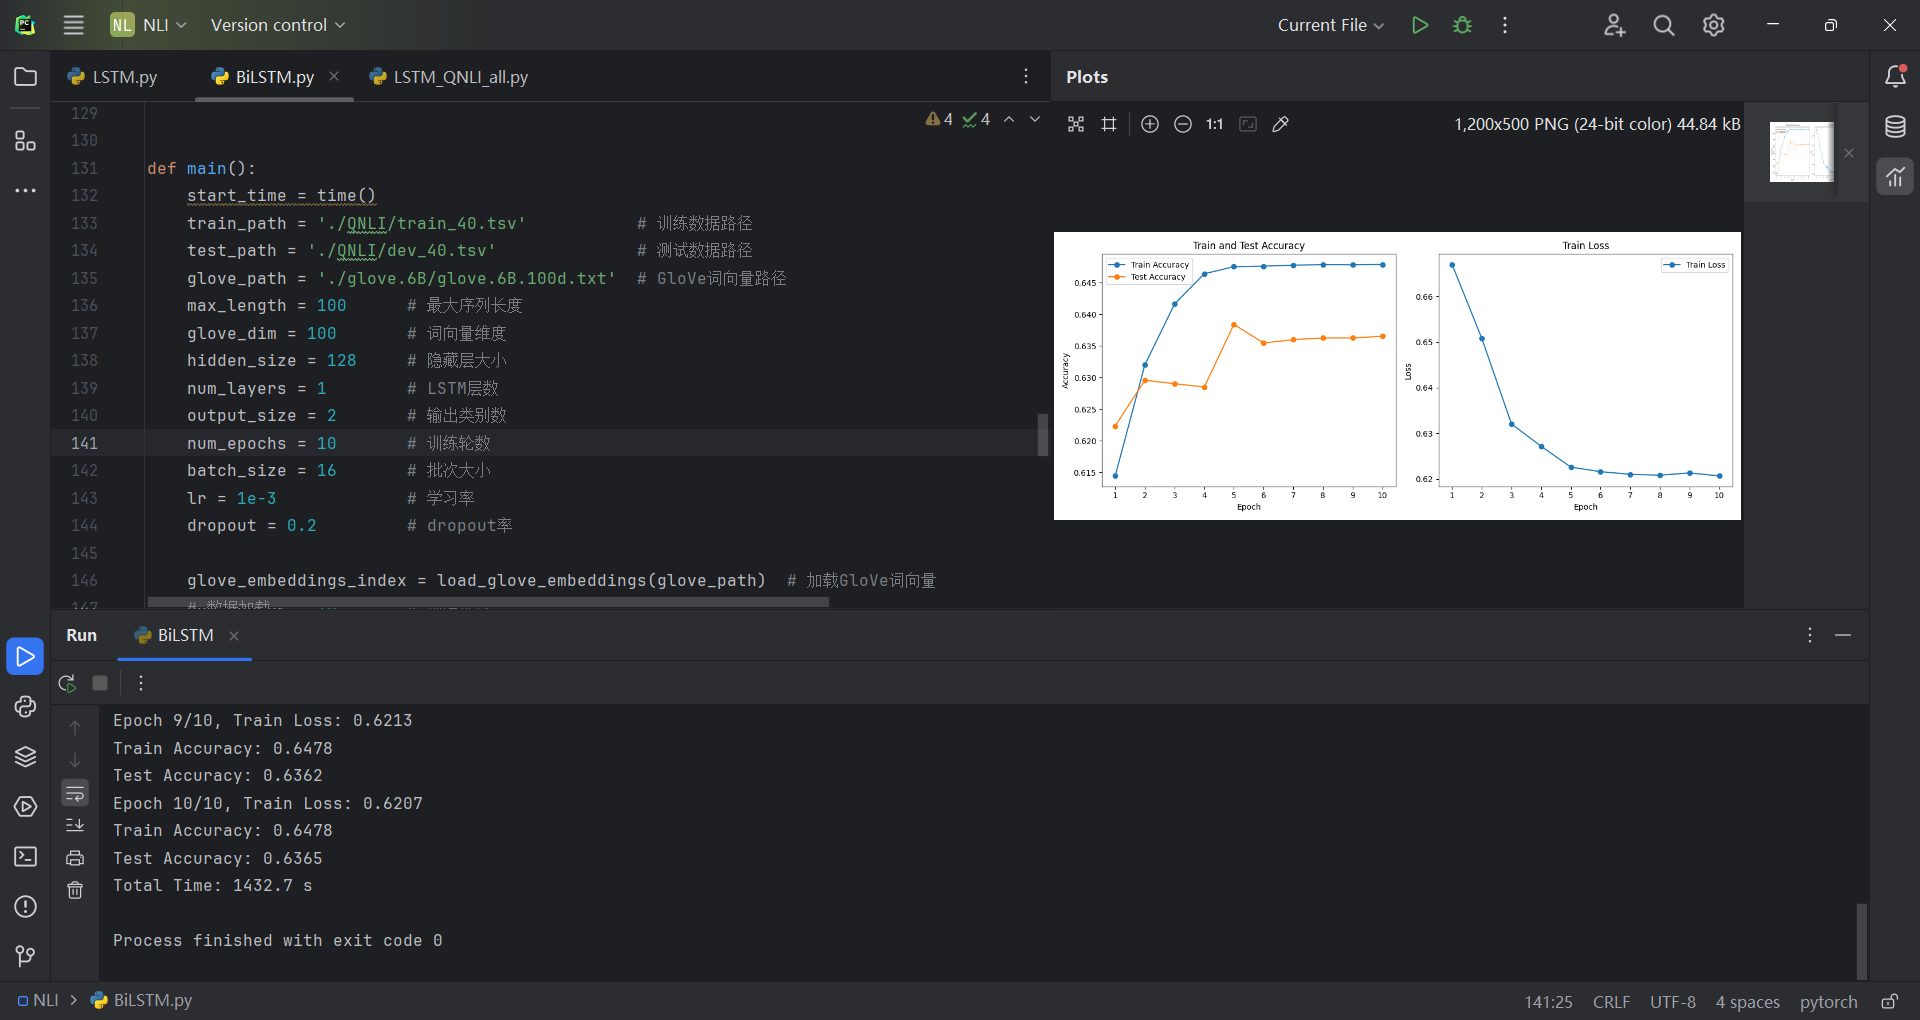 NL NLI Version control Current File
LSTM.py BiLSTM.py LSTM_QNLI_all.py
Plots
4 4
1:1 1,200x500 PNG (24-bit color) 44.84 kB
129
130
131 def main():
132 start_time = time()
133 train_path = './QNLI/train_40.tsv' # 训练数据路径
134 test_path = './QNLI/dev_40.tsv' # 测试数据路径
135 glove_path = './glove.6B/glove.6B.100d.txt' # GloVe词向量路径
136 max_length = 100 # 最大序列长度
137 glove_dim = 100 # 词向量维度
138 hidden_size = 128 # 隐藏层大小
139 num_layers = 1 # LSTM层数
140 output_size = 2 # 输出类别数
141 num_epochs = 10 # 训练轮数
142 batch_size = 16 # 批次大小
143 lr = 1e-3 # 学习率
144 dropout = 0.2 # dropout率
145
146 glove_embeddings_index = load_glove_embeddings(glove_path) # 加载GloVe词向量
147 # 数据加载
Train and Test Accuracy
Train Accuracy
Test Accuracy
Accuracy
0.645
0.640
0.635
0.630
0.625
0.620
0.615
1 2 3 4 5 6 7 8 9 10
Epoch
Train Loss
Train Loss
Loss
0.66
0.65
0.64
0.63
0.62
1 2 3 4 5 6 7 8 9 10
Epoch
Run BiLSTM
Epoch 9/10, Train Loss: 0.6213
Train Accuracy: 0.6478
Test Accuracy: 0.6362
Epoch 10/10, Train Loss: 0.6207
Train Accuracy: 0.6478
Test Accuracy: 0.6365
Total Time: 1432.7 s
Process finished with exit code 0
NLI BiLSTM.py
141:25 CRLF UTF-8 4 spaces pytorch